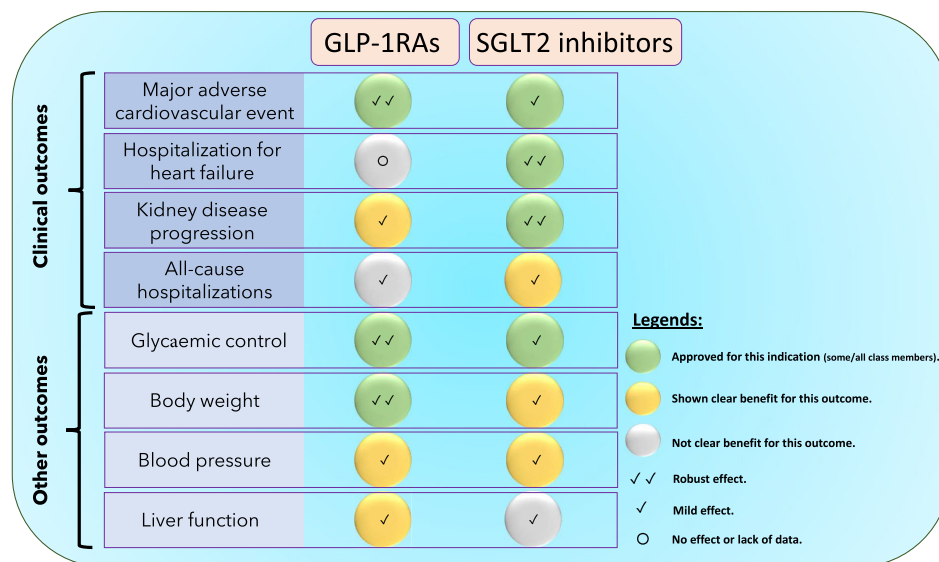 GLP-1RAs
SGLT2 inhibitors
Clinical outcomes
Major adverse
cardiovascular event
✓✓
✓
Hospitalization for
heart failure
O
✓✓
Kidney disease
progression
✓
✓✓
All-cause
hospitalizations
✓
✓
Other outcomes
Glycaemic control
✓✓
✓
Body weight
✓✓
✓
Blood pressure
✓
✓
Liver function
✓
✓
Legends:
Approved for this indication (some/all class members).
Shown clear benefit for this outcome.
Not clear benefit for this outcome.
✓✓ Robust effect.
✓ Mild effect.
O No effect or lack of data.